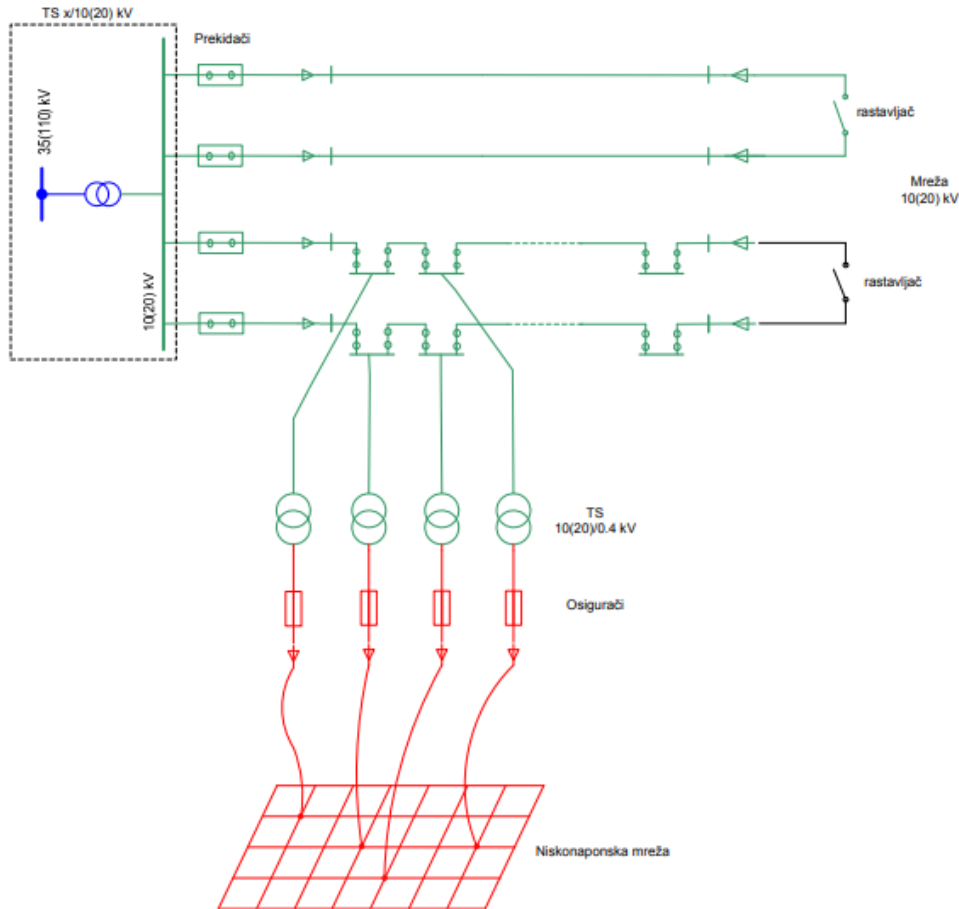 TS x/10(20) kV
Prekidači
35(110) kV
rastavljač
Mreža
10(20) kV
10(20) kV
rastavljač
TS
10(20)/0.4 kV
Osigurači
Niskonaponska mreža